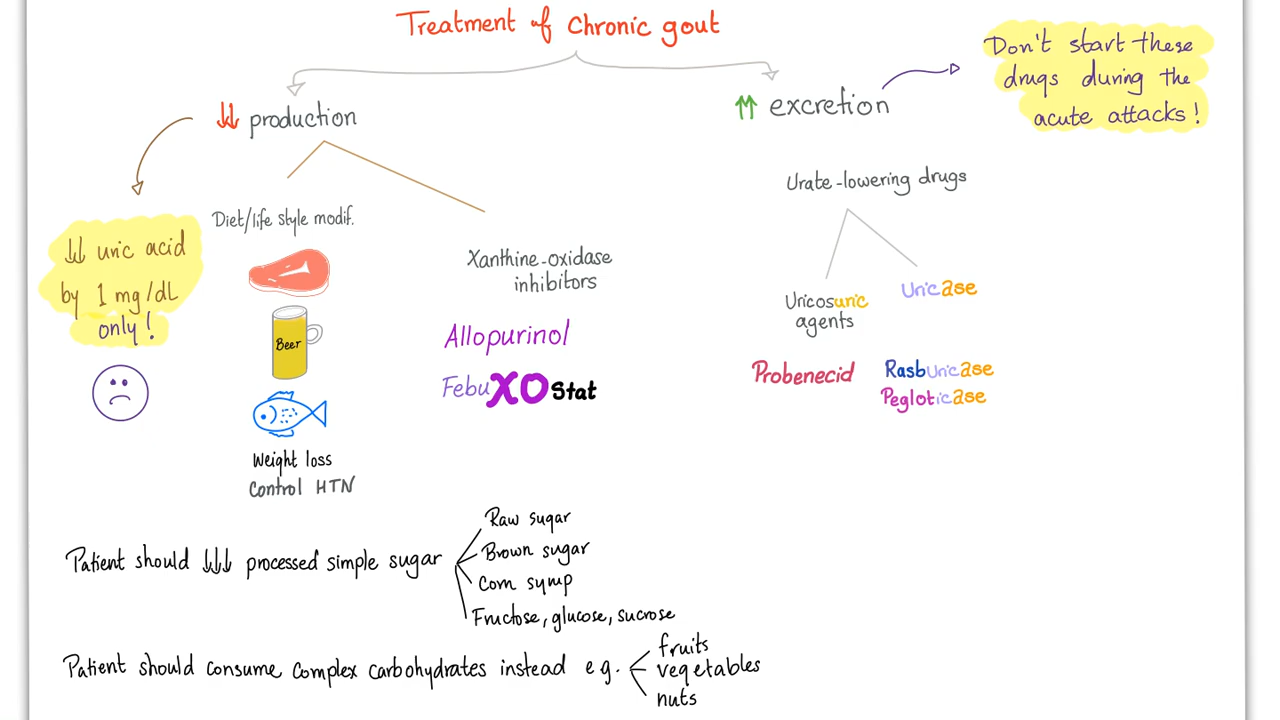 Treatment of Chronic gout
Don't start these
drugs during the
acute attacks!
↓↓ production
↑↑ excretion
Urate-lowering drugs
Diet/life style modif.
↓↓ uric acid
by 1 mg/dL
only!
Xanthine-oxidase
inhibitors
Uricosuric
agents
Uricase
Beer
Allopurinol
FebuXOstat
Probenecid
Rasburicase
Pegloticase
Weight loss
Control HTN
Patient should ↓↓↓ processed simple sugar
Raw sugar
Brown sugar
Corn syrup
Fructose, glucose, sucrose
Patient should consume complex carbohydrates instead e.g.
fruits
vegetables
nuts